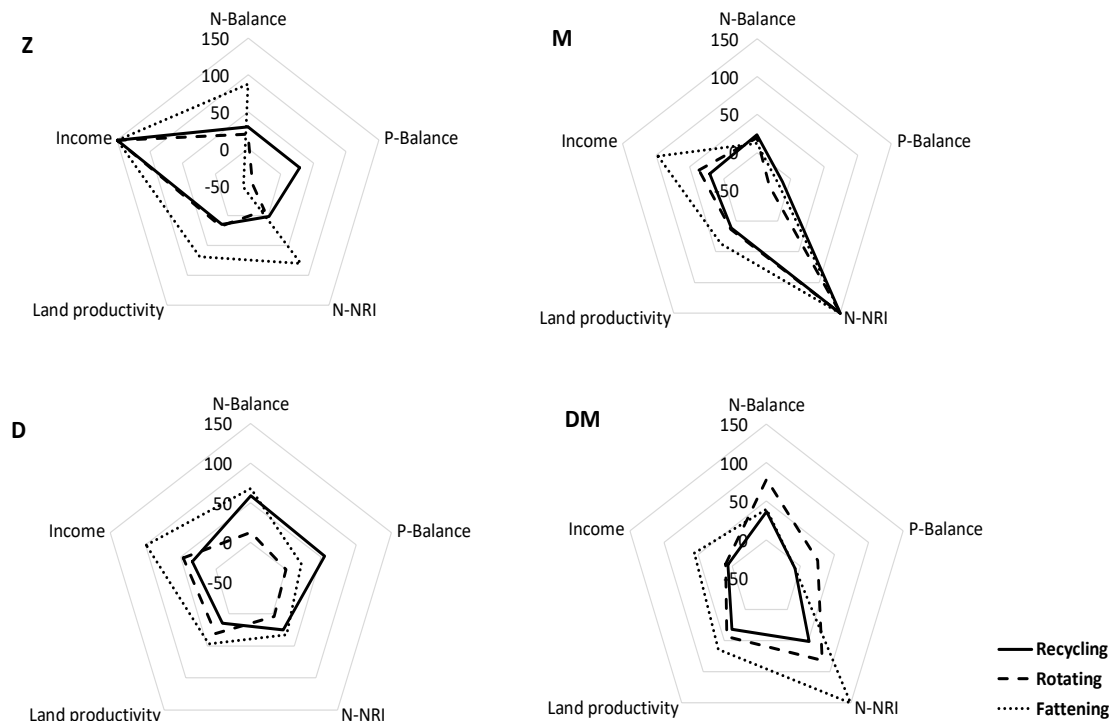 Z
N-Balance
150
100
50
0
-50
P-Balance
N-NRI
Land productivity
Income
M
N-Balance
150
100
50
0
-50
P-Balance
N-NRI
Land productivity
Income
D
N-Balance
150
100
50
0
-50
P-Balance
N-NRI
Land productivity
Income
DM
N-Balance
150
100
50
0
50
P-Balance
N-NRI
Land productivity
Income
Recycling
Rotating
Fattening